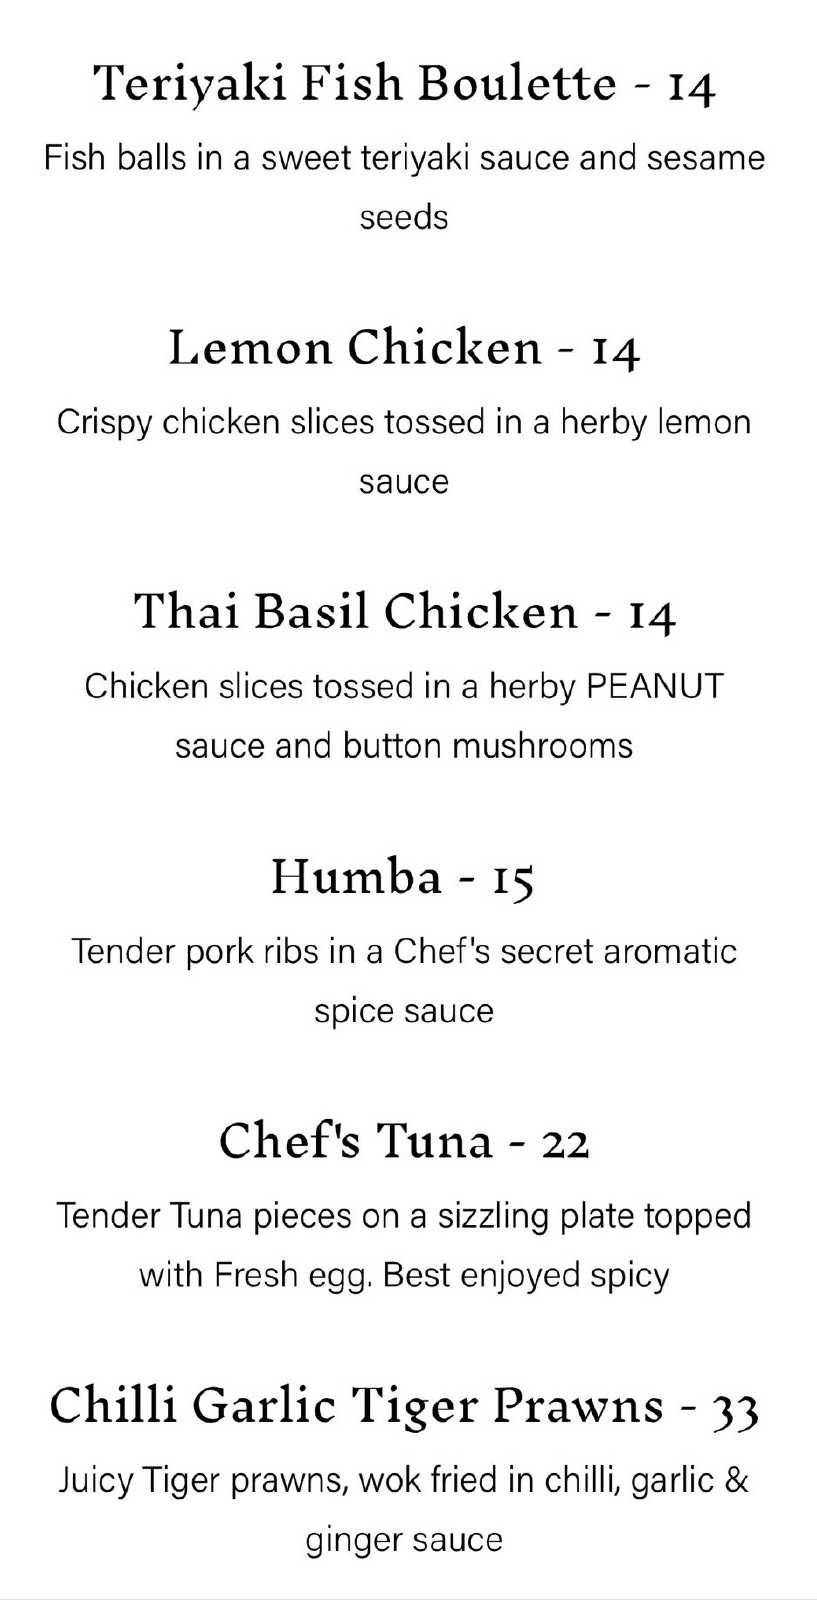 Teriyaki Fish Boulette - 14
Fish balls in a sweet teriyaki sauce and sesame
seeds
Lemon Chicken - 14
Crispy chicken slices tossed in a herby lemon
sauce
Thai Basil Chicken - 14
Chicken slices tossed in a herby PEANUT
sauce and button mushrooms
Humba - 15
Tender pork ribs in a Chef's secret aromatic
spice sauce
Chef's Tuna - 22
Tender Tuna pieces on a sizzling plate topped
with Fresh egg. Best enjoyed spicy
Chilli Garlic Tiger Prawns - 33
Juicy Tiger prawns, wok fried in chilli, garlic &
ginger sauce